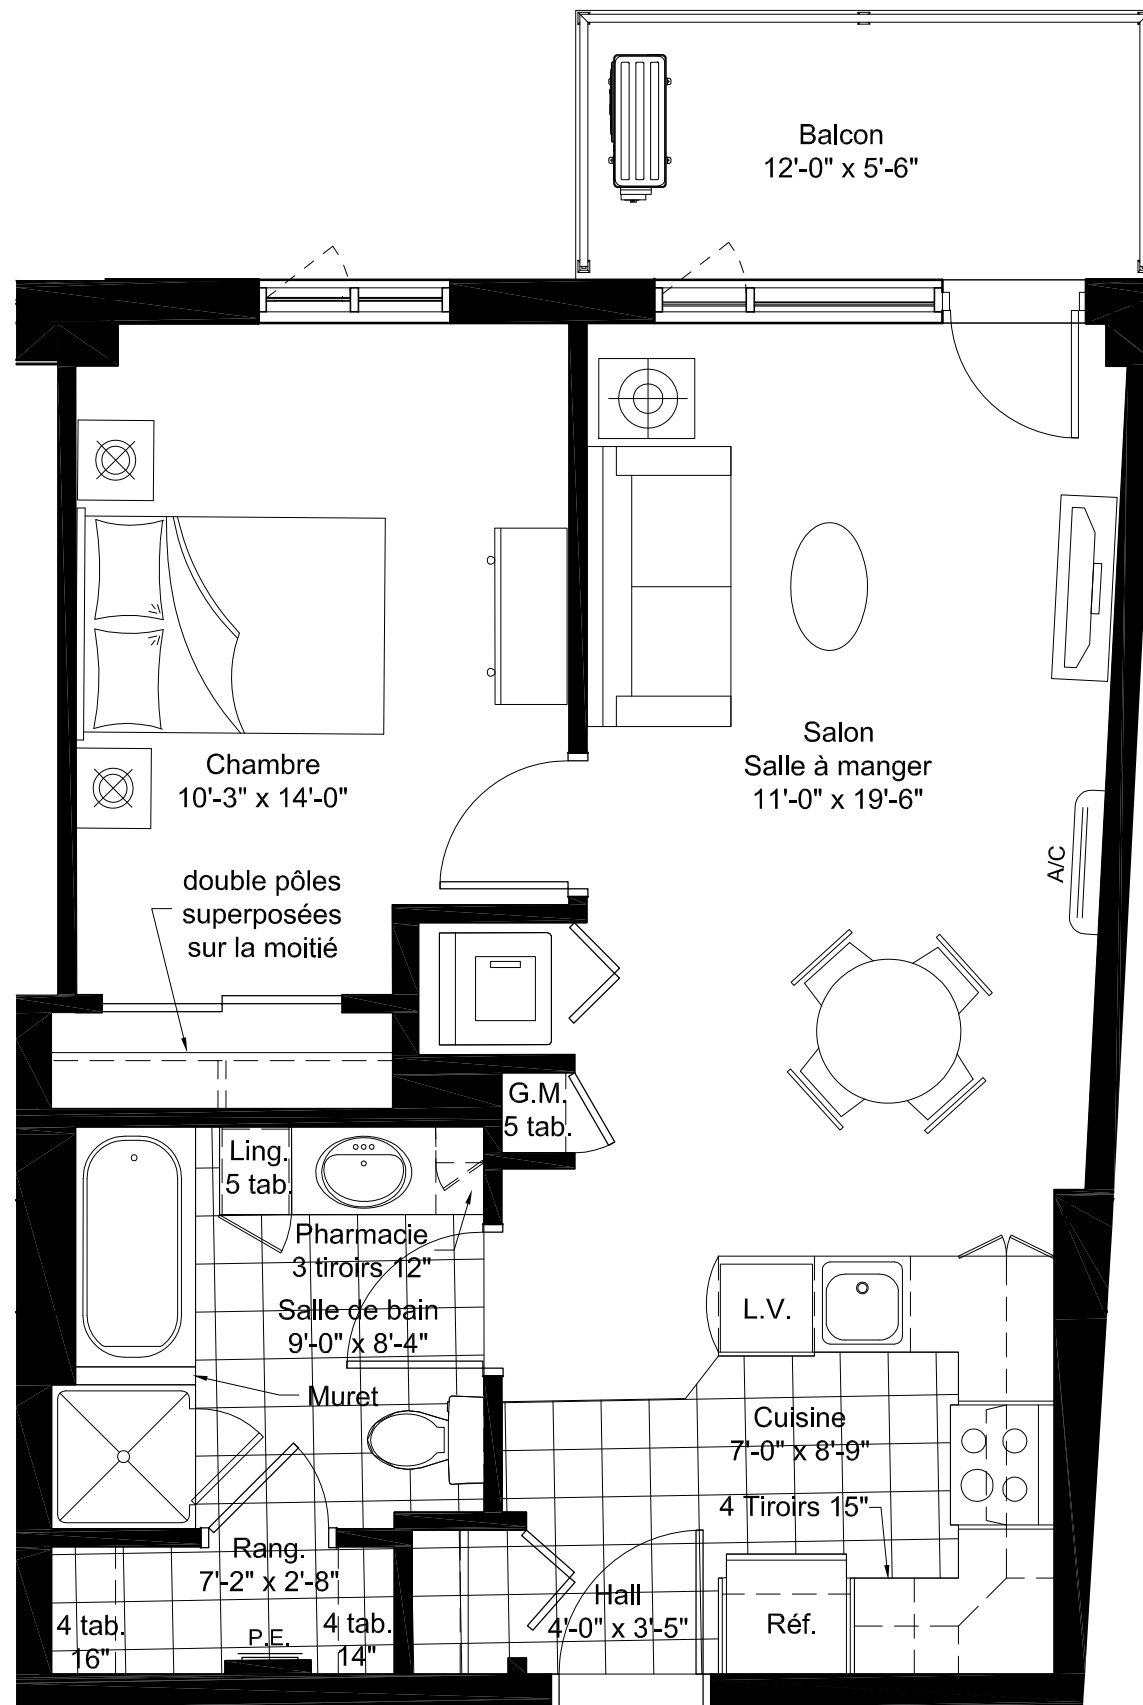 Balcon
12'-0" x 5'-6"
Salon
Salle à manger
11'-0" x 19'-6"
Chambre
10'-3" x 14'-0"
A/C
double pôles
superposées
sur la moitié
G.M.
5 tab.
Ling.
5 tab.
Pharmacie
3 tiroirs 12"
Salle de bain
9'-0" x 8'-4"
L.V.
Muret
Cuisine
7'-0" x 8'-9"
4 Tiroirs 15"
Rang.
7'-2" x 2'-8"
Hall
4'-0" x 3'-5"
Réf.
4 tab.
16"
P.E.
4 tab.
14"